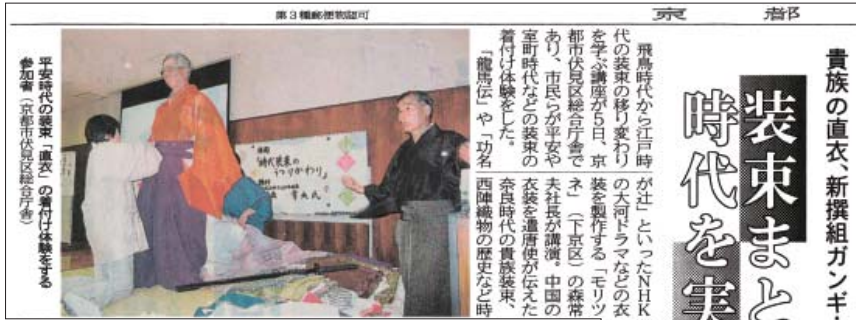 第3種郵便物認可
京都
貴族の直衣、新撰組ガンギ
装束まと
時代を実
飛鳥時代から江戸時
代の装束の移り変わり
を学ぶ講座が5日、京
都市伏見区総合庁舎で
あり、市民らが平安や
室町時代などの装束の
着付け体験をした。
「龍馬伝」や「功名
が辻」といったNHK
の大河ドラマなどの衣
装を製作する「モリツ
ネ」(下京区)の森常
夫社長が講演。中国の
衣装を遣唐使が伝えた
奈良時代の貴族装束、
西陣織物の歴史など時
「時代装束の
うつりかわり」
平安時代の装束「直衣」の着付け体験をする
参加者(京都市伏見区総合庁舎)